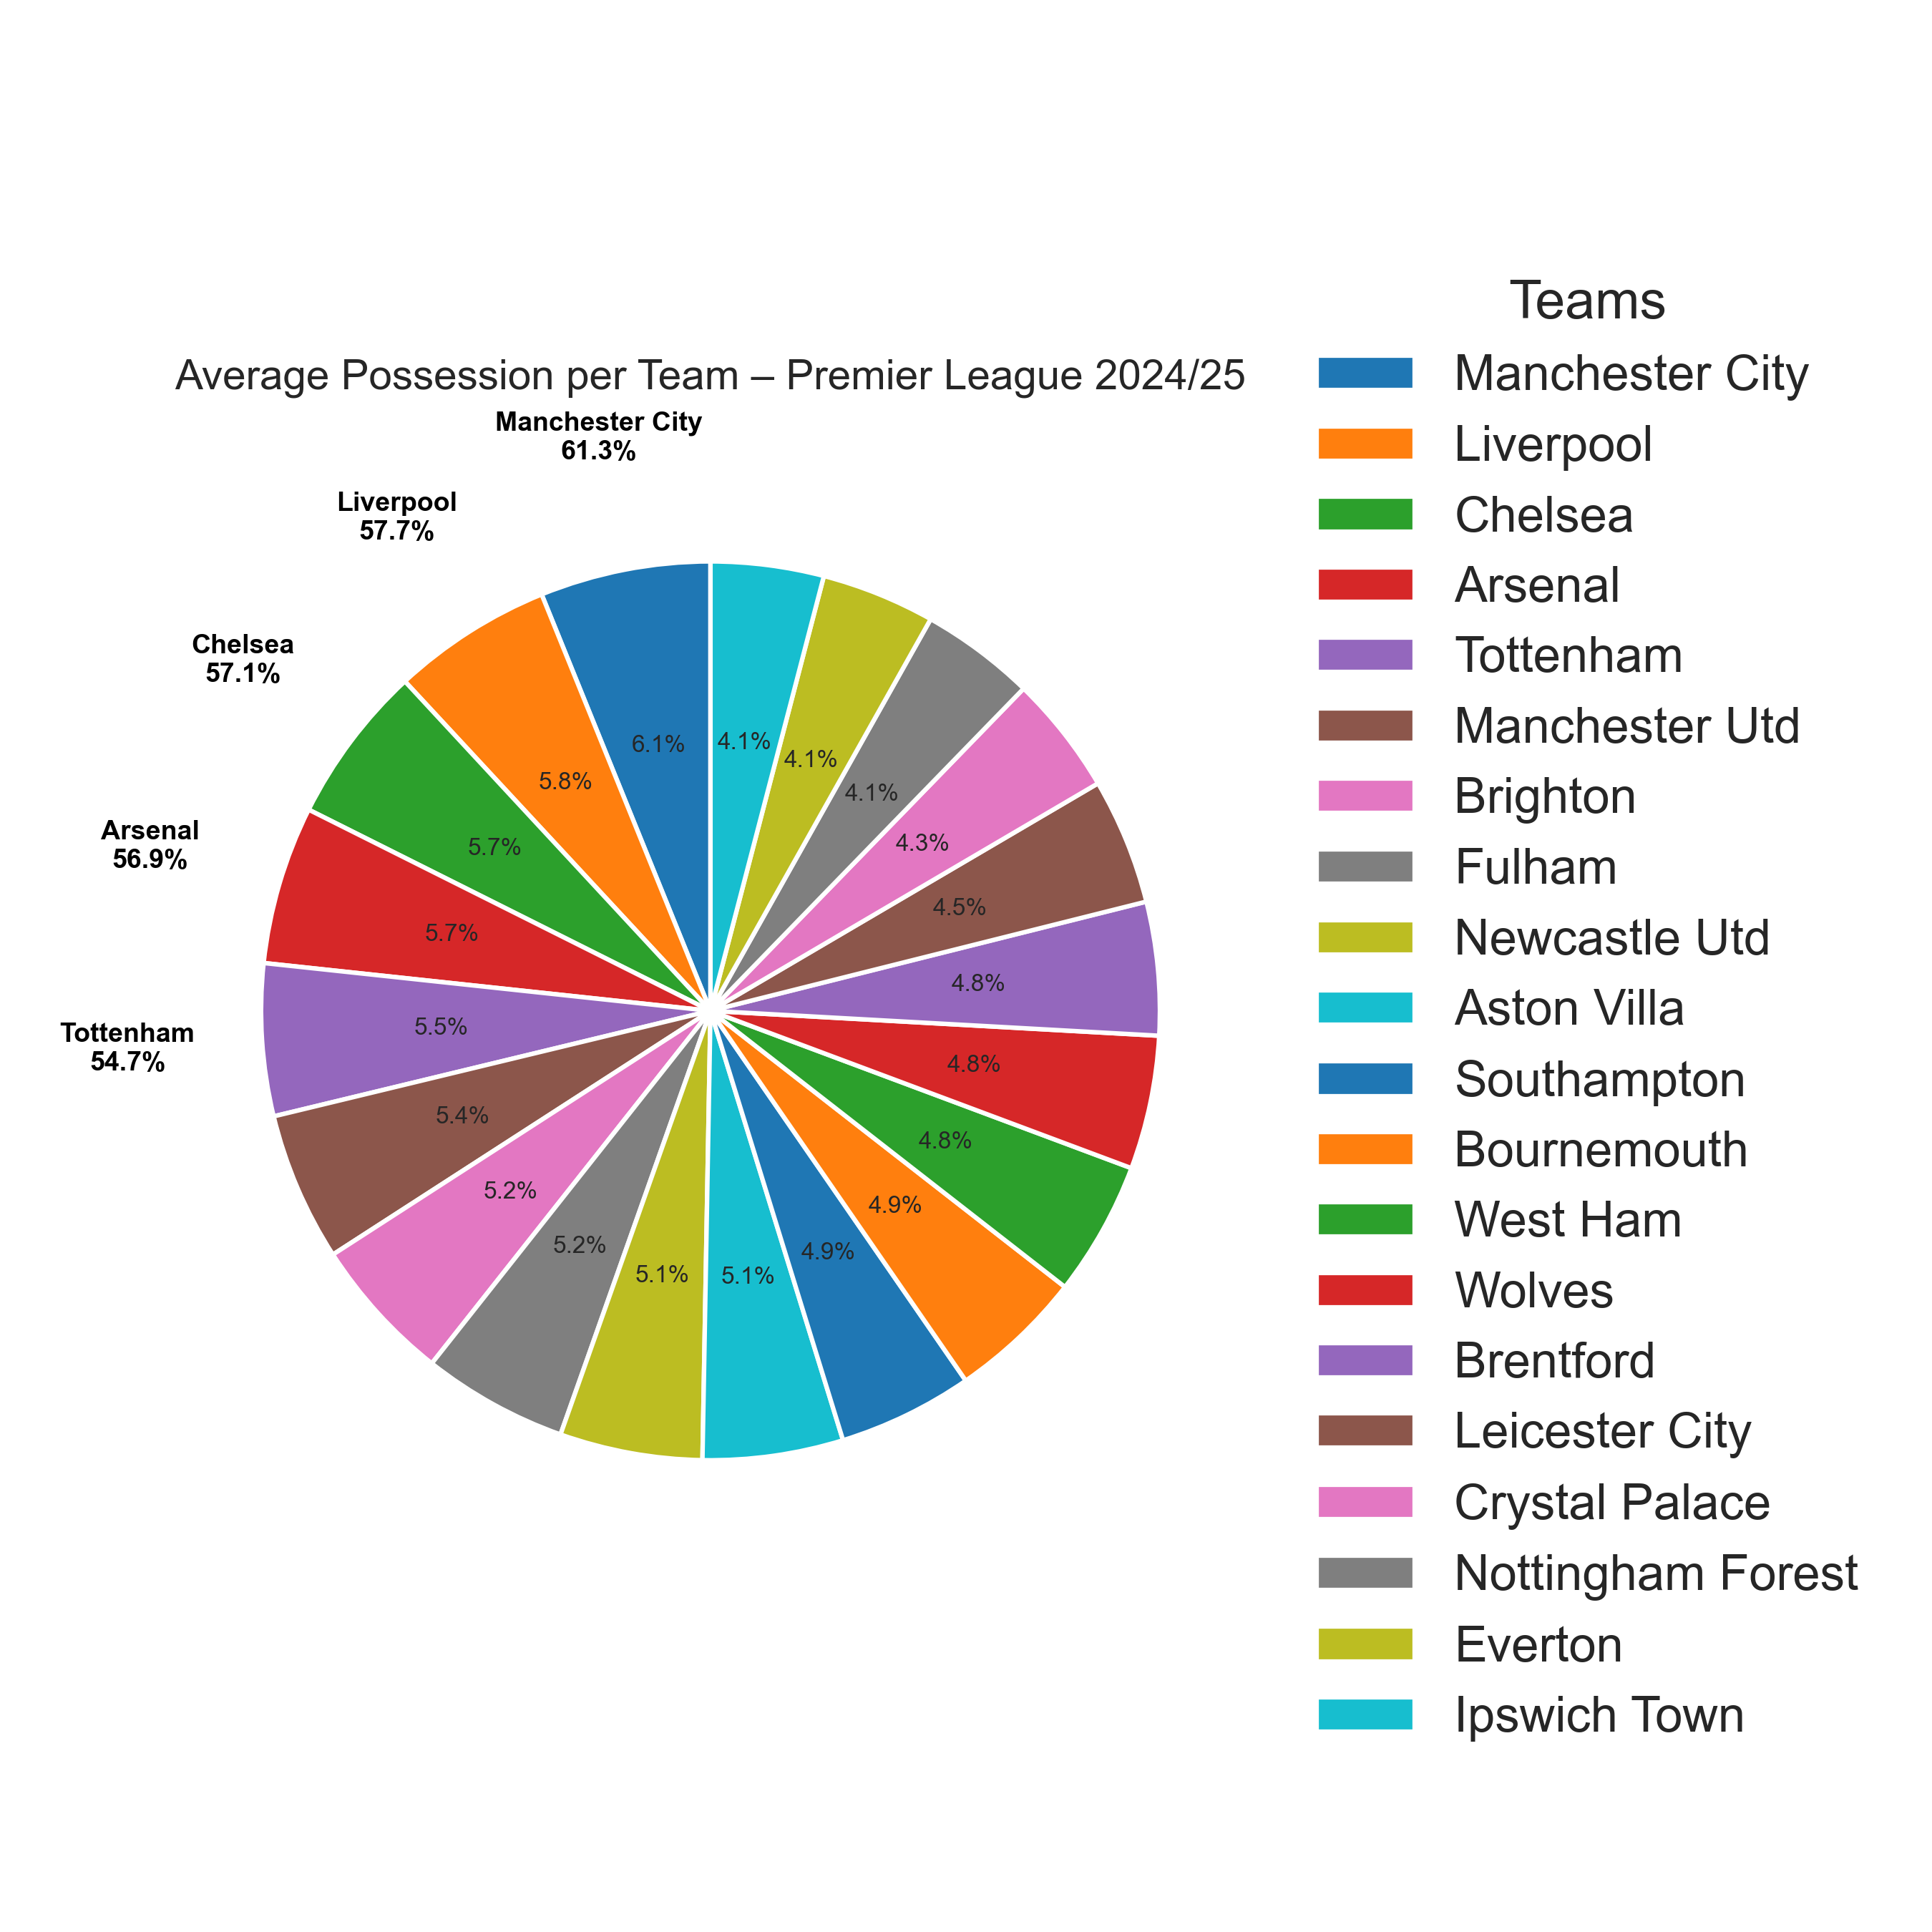 Average Possession per Team – Premier League 2024/25
Manchester City
61.3%
Liverpool
57.7%
Chelsea
57.1%
Arsenal
56.9%
Tottenham
54.7%
6.1%
5.8%
5.7%
5.7%
5.5%
5.4%
5.2%
5.2%
5.1%
5.1%
4.9%
4.9%
4.8%
4.8%
4.8%
4.5%
4.3%
4.1%
4.1%
4.1%
Teams
Manchester City
Liverpool
Chelsea
Arsenal
Tottenham
Manchester Utd
Brighton
Fulham
Newcastle Utd
Aston Villa
Southampton
Bournemouth
West Ham
Wolves
Brentford
Leicester City
Crystal Palace
Nottingham Forest
Everton
Ipswich Town